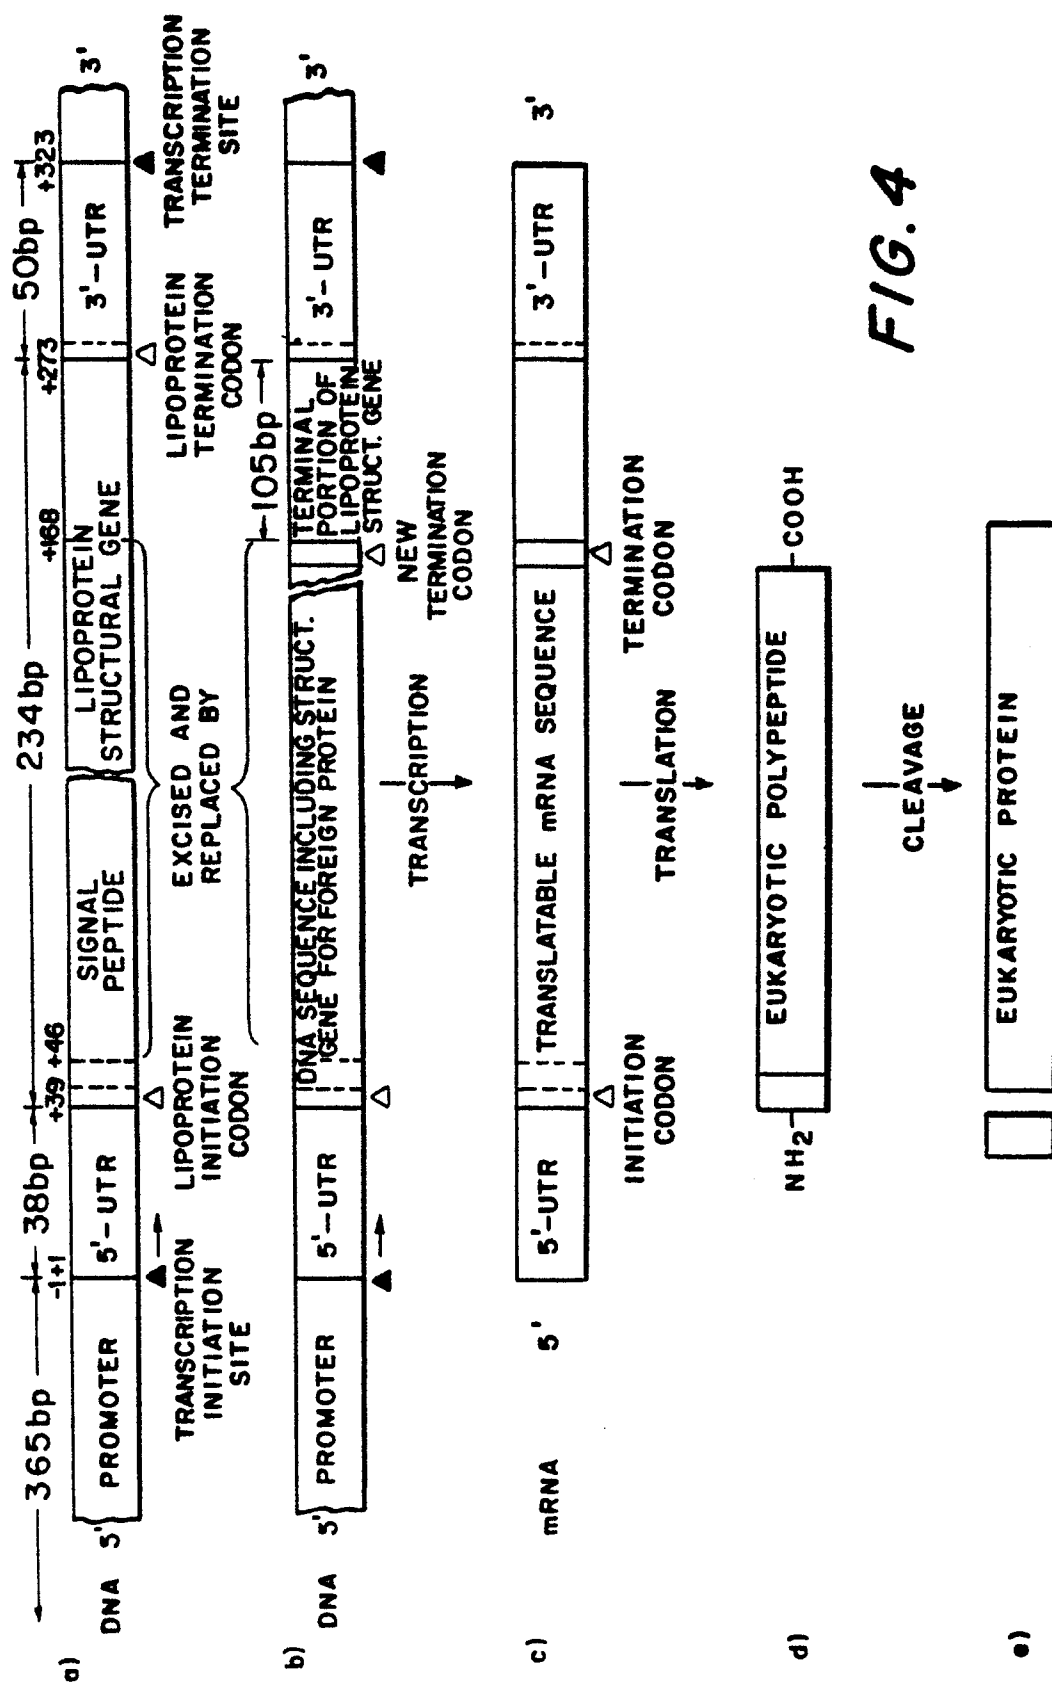 365bp 38bp 234bp 50bp
-1+1 +39 +46 +168 +273 +323
a) DNA 5' PROMOTER 5'-UTR SIGNAL PEPTIDE LIPOPROTEIN STRUCTURAL GENE 3'-UTR 3'
TRANSCRIPTION INITIATION SITE
LIPOPROTEIN INITIATION CODON
EXCISED AND REPLACED BY
LIPOPROTEIN TERMINATION CODON
TRANSCRIPTION TERMINATION SITE
105bp
b) DNA 5' PROMOTER 5'-UTR DNA SEQUENCE INCLUDING STRUCT. GENE FOR FOREIGN PROTEIN TERMINAL PORTION OF LIPOPROTEIN STRUCT. GENE 3'-UTR 3'
NEW TERMINATION CODON
TRANSCRIPTION
c) mRNA 5' 5'-UTR TRANSLATABLE mRNA SEQUENCE 3'-UTR 3'
INITIATION CODON
TRANSLATION
TERMINATION CODON
d) NH2 EUKARYOTIC POLYPEPTIDE COOH
CLEAVAGE
e) EUKARYOTIC PROTEIN
FIG. 4